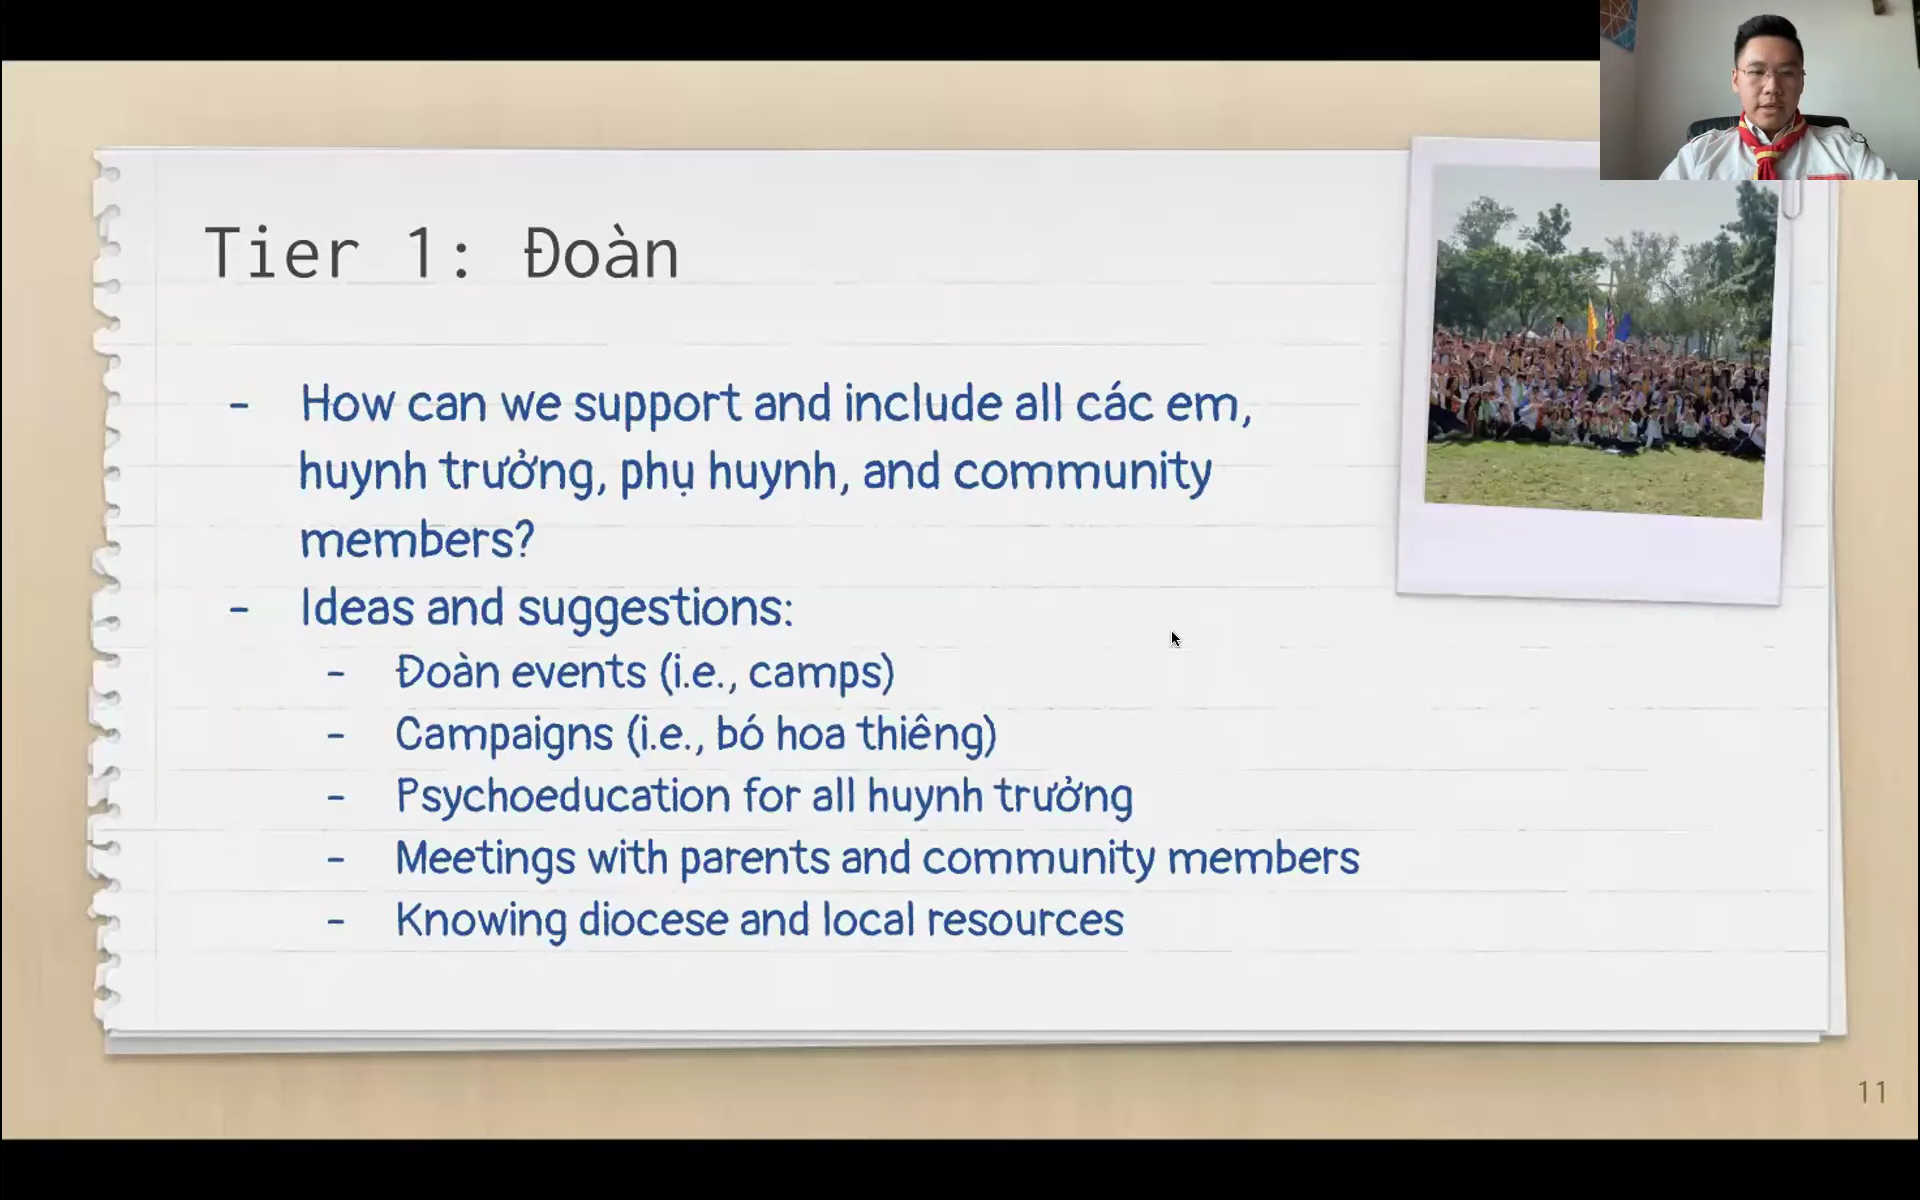 Tier 1: Đoàn
- How can we support and include all các em,
huynh trưởng, phụ huynh, and community
members?
- Ideas and suggestions:
- Đoàn events (i.e., camps)
- Campaigns (i.e., bó hoa thiêng)
- Psychoeducation for all huynh trưởng
- Meetings with parents and community members
- Knowing diocese and local resources
11